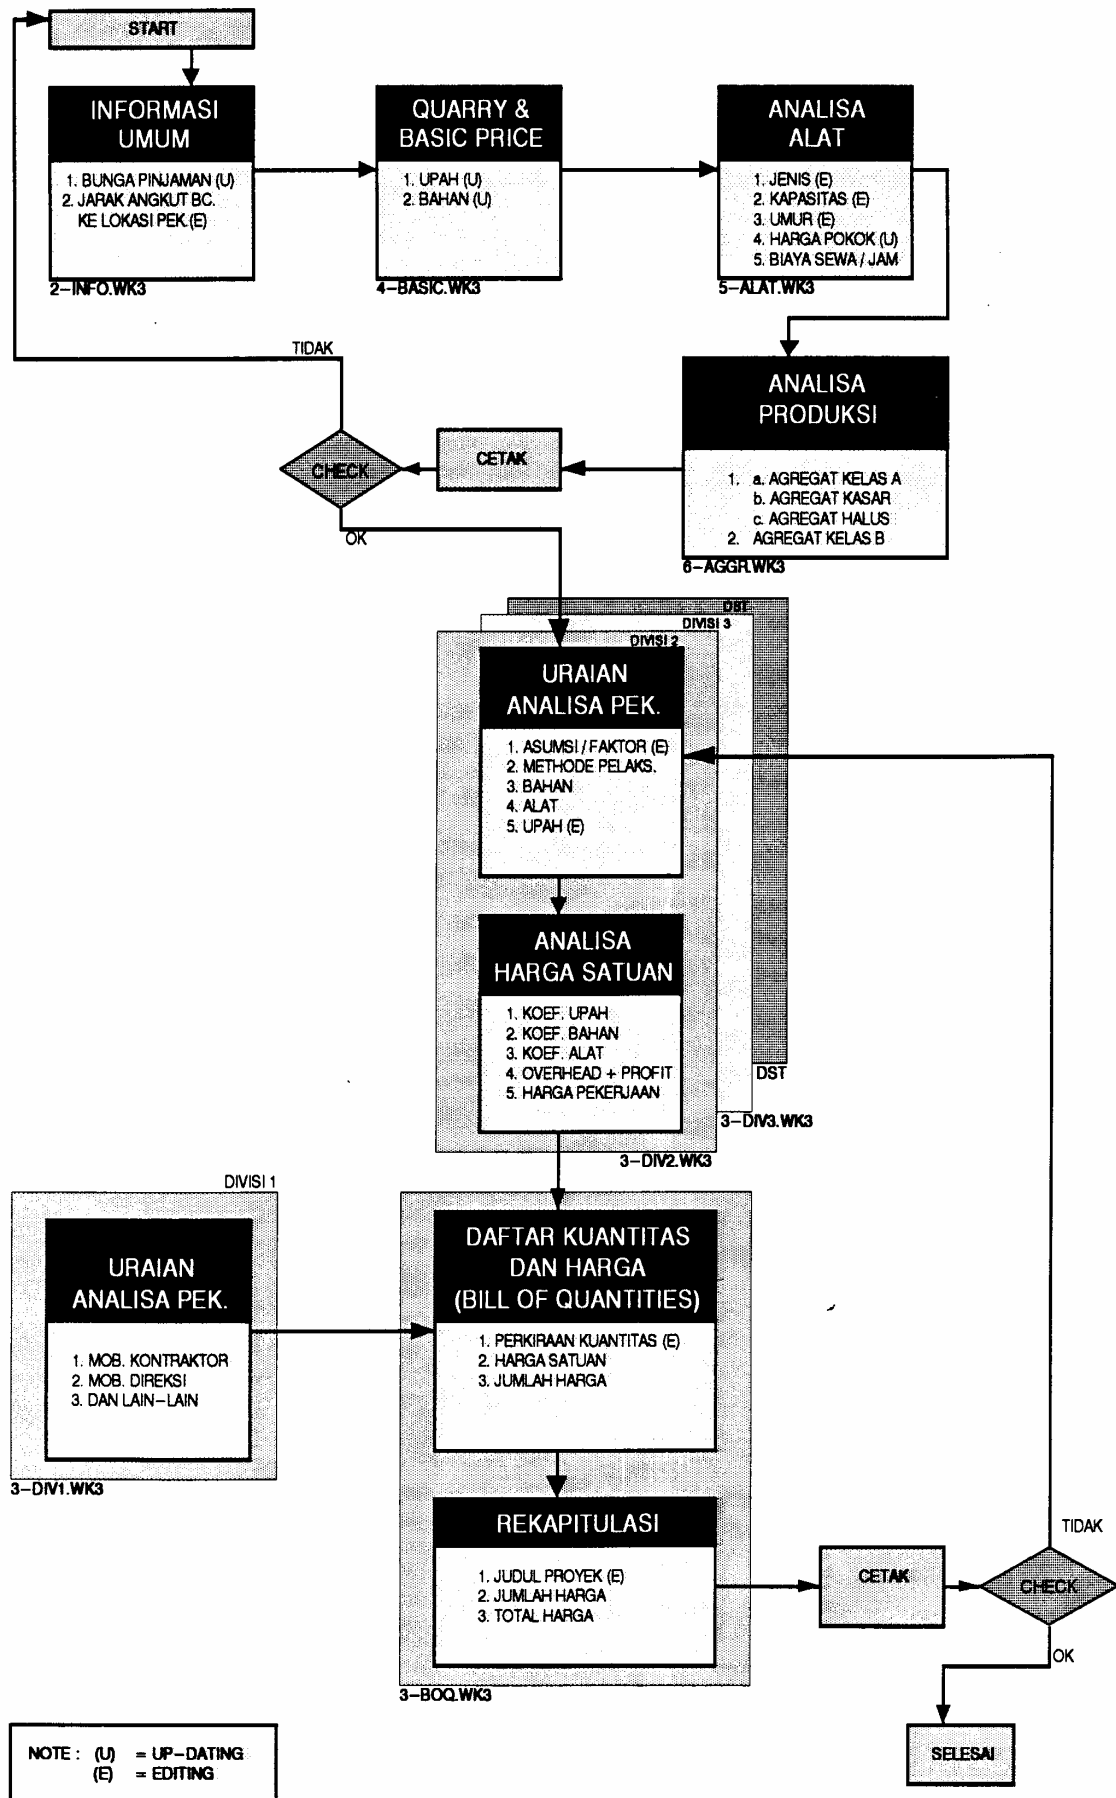 START
INFORMASI
UMUM
1. BUNGA PINJAMAN (U)
2. JARAK ANGKUT BC.
KE LOKASI PEK.(E)
2-INFO.WK3
QUARRY &
BASIC PRICE
1. UPAH (U)
2. BAHAN (U)
4-BASIC.WK3
ANALISA
ALAT
1. JENIS (E)
2. KAPASITAS (E)
3. UMUR (E)
4. HARGA POKOK (U)
5. BIAYA SEWA / JAM
5-ALAT.WK3
TIDAK
ANALISA
PRODUKSI
1. a. AGREGAT KELAS A
b. AGREGAT KASAR
c. AGREGAT HALUS
2. AGREGAT KELAS B
6-AGGR.WK3
CETAK
CHECK
OK
DST
DIVISI 3
DIVISI 2
URAIAN
ANALISA PEK.
1. ASUMSI / FAKTOR (E)
2. METHODE PELAKS.
3. BAHAN
4. ALAT
5. UPAH (E)
ANALISA
HARGA SATUAN
1. KOEF. UPAH
2. KOEF. BAHAN
3. KOEF. ALAT
4. OVERHEAD + PROFIT
5. HARGA PEKERJAAN
DST
3-DIV3.WK3
3-DIV2.WK3
DIVISI 1
URAIAN
ANALISA PEK.
1. MOB. KONTRAKTOR
2. MOB. DIREKSI
3. DAN LAIN-LAIN
3-DIV1.WK3
DAFTAR KUANTITAS
DAN HARGA
(BILL OF QUANTITIES)
1. PERKIRAAN KUANTITAS (E)
2. HARGA SATUAN
3. JUMLAH HARGA
REKAPITULASI
1. JUDUL PROYEK (E)
2. JUMLAH HARGA
3. TOTAL HARGA
3-BOQ.WK3
CETAK
TIDAK
CHECK
OK
SELESAI
NOTE : (U) = UP-DATING
(E) = EDITING